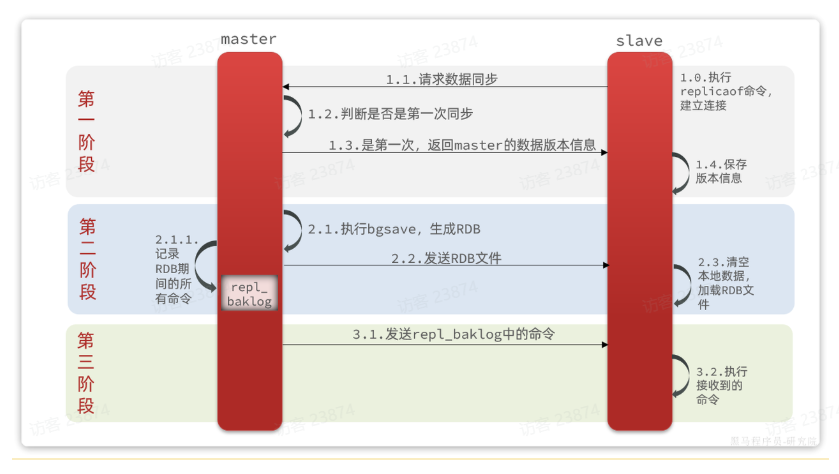 master
slave
第一阶段
1.1.请求数据同步
1.0.执行
replicaof命令,
建立连接
1.2.判断是否是第一次同步
1.3.是第一次, 返回master的数据版本信息
1.4.保存
版本信息
第二阶段
2.1.执行bgsave, 生成RDB
2.1.1.
记录
RDB期
间的所
有命令
2.2.发送RDB文件
repl_
baklog
2.3.清空
本地数据,
加载RDB文
件
第三阶段
3.1.发送repl_baklog中的命令
3.2.执行
接收到的
命令
访客 23874
黑马程序员-研究院